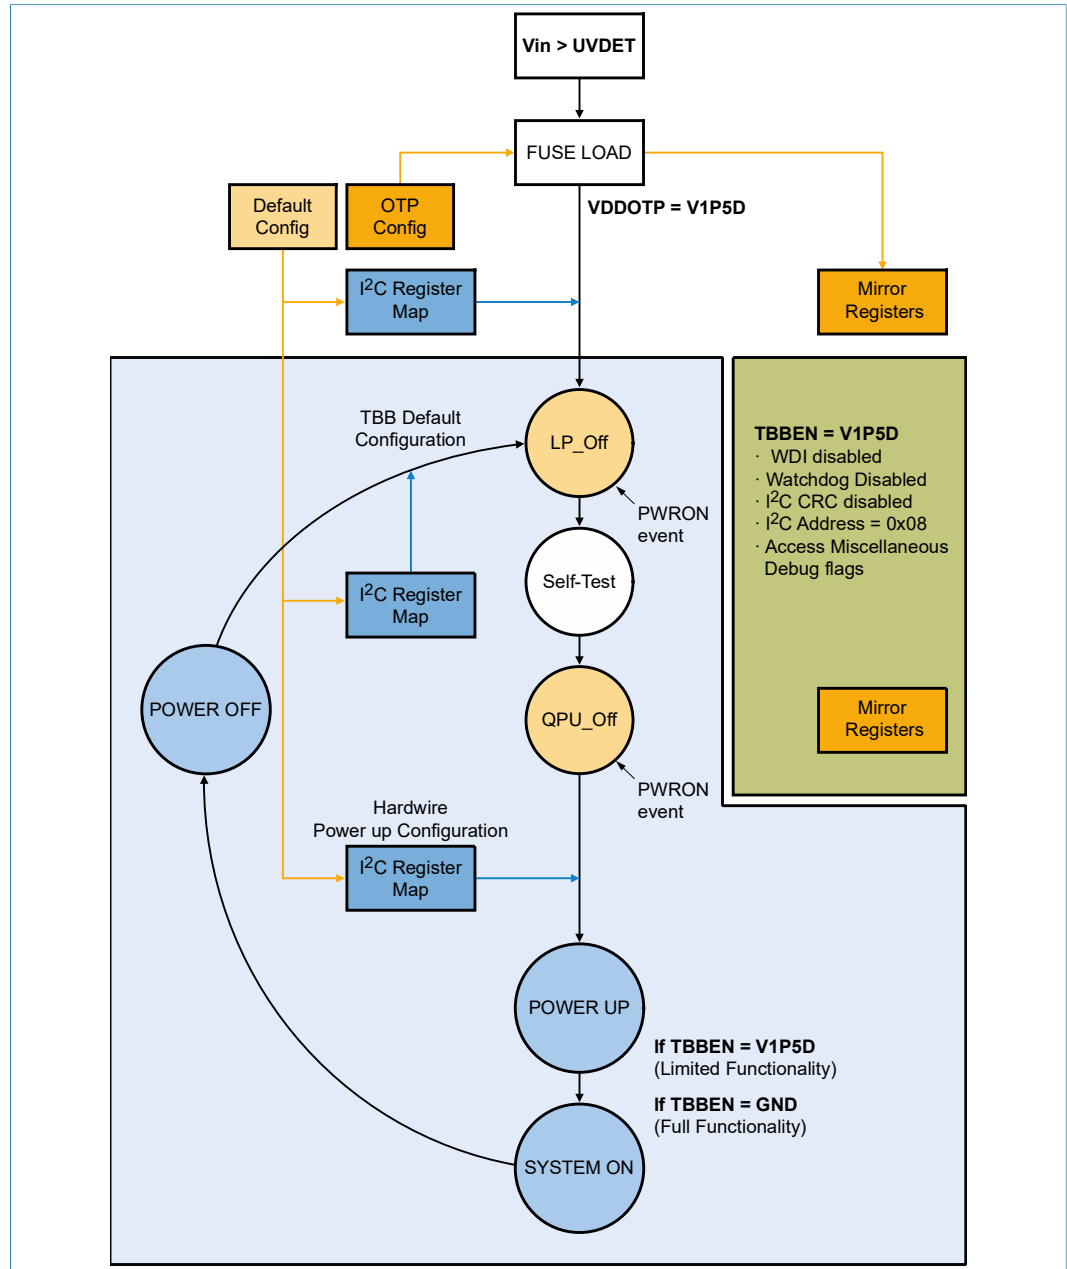 Vin > UVDET
FUSE LOAD
VDDOTP = V1P5D
Default
Config
OTP
Config
I2C Register
Map
Mirror
Registers
TBB Default
Configuration
LP_Off
PWRON
event
TBBEN = V1P5D
· WDI disabled
· Watchdog Disabled
· I2C CRC disabled
· I2C Address = 0x08
· Access Miscellaneous
Debug flags
I2C Register
Map
Self-Test
POWER OFF
QPU_Off
Mirror
Registers
PWRON
event
Hardwire
Power up Configuration
I2C Register
Map
POWER UP
If TBBEN = V1P5D
(Limited Functionality)
If TBBEN = GND
(Full Functionality)
SYSTEM ON